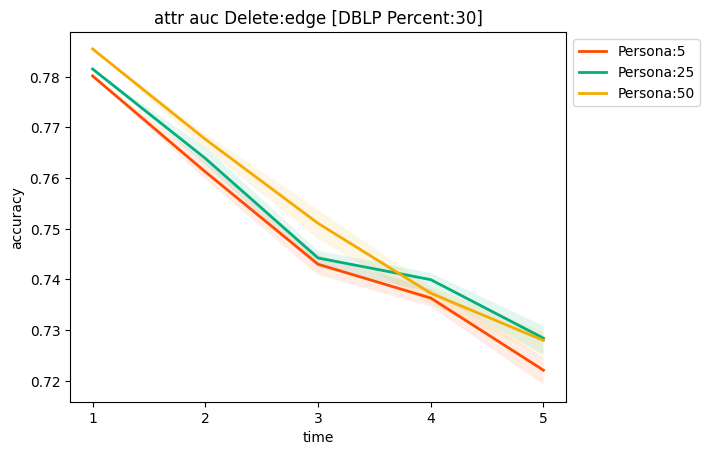 attr auc Delete:edge [DBLP Percent:30]
Persona:5
Persona:25
Persona:50
accuracy
0.78
0.77
0.76
0.75
0.74
0.73
0.72
1 2 3 4 5
time